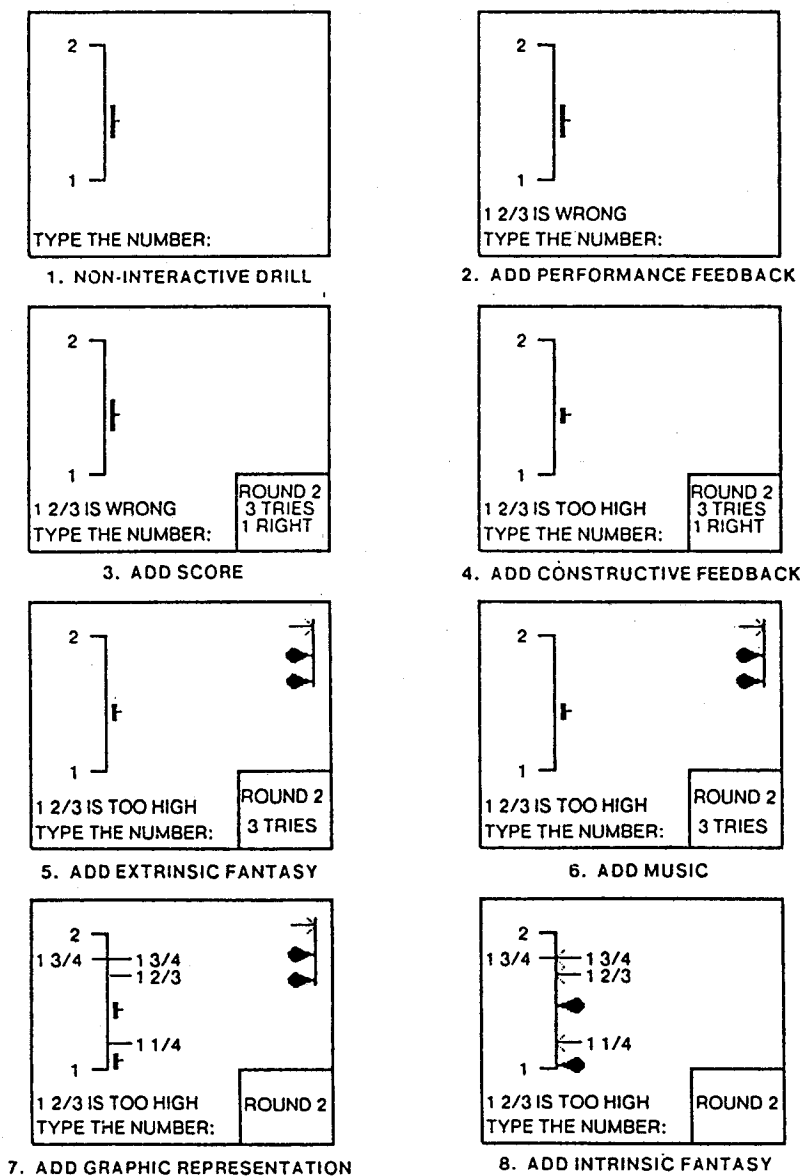 2
1
TYPE THE NUMBER:
1. NON-INTERACTIVE DRILL
2
1
1 2/3 IS WRONG
TYPE THE NUMBER:
2. ADD PERFORMANCE FEEDBACK
2
1
1 2/3 IS WRONG
TYPE THE NUMBER:
ROUND 2
3 TRIES
1 RIGHT
3. ADD SCORE
2
1
1 2/3 IS TOO HIGH
TYPE THE NUMBER:
ROUND 2
3 TRIES
1 RIGHT
4. ADD CONSTRUCTIVE FEEDBACK
2
1
1 2/3 IS TOO HIGH
TYPE THE NUMBER:
ROUND 2
3 TRIES
5. ADD EXTRINSIC FANTASY
2
1
1 2/3 IS TOO HIGH
TYPE THE NUMBER:
ROUND 2
3 TRIES
6. ADD MUSIC
2
1 3/4 1 3/4
1 2/3
1 1/4
1
1 2/3 IS TOO HIGH
TYPE THE NUMBER:
ROUND 2
7. ADD GRAPHIC REPRESENTATION
2
1 3/4 1 3/4
1 2/3
1 1/4
1
1 2/3 IS TOO HIGH
TYPE THE NUMBER:
ROUND 2
8. ADD INTRINSIC FANTASY